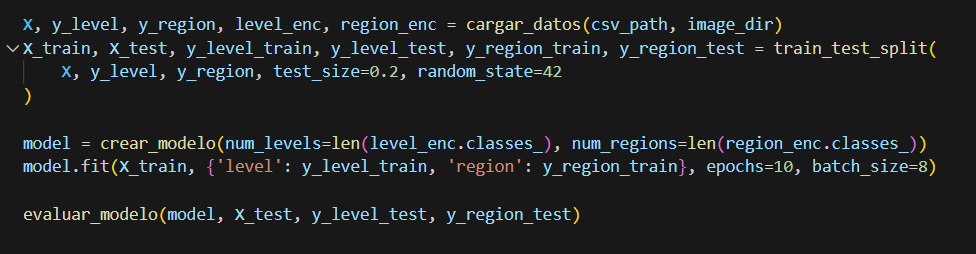 X, y_level, y_region, level_enc, region_enc = cargar_datos(csv_path, image_dir)
X_train, X_test, y_level_train, y_level_test, y_region_train, y_region_test = train_test_split(
    X, y_level, y_region, test_size=0.2, random_state=42
)

model = crear_modelo(num_levels=len(level_enc.classes_), num_regions=len(region_enc.classes_))
model.fit(X_train, {'level': y_level_train, 'region': y_region_train}, epochs=10, batch_size=8)

evaluar_modelo(model, X_test, y_level_test, y_region_test)